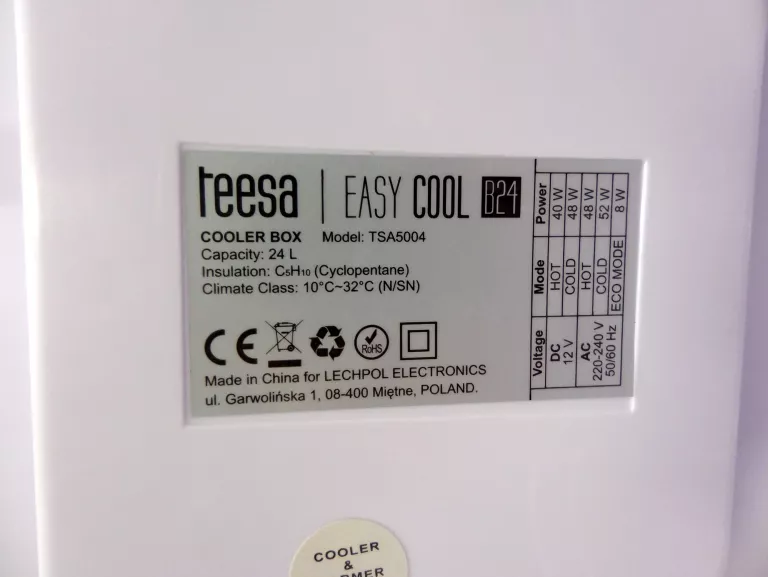 teesa | EASY COOL B24
COOLER BOX Model: TSA5004
Capacity: 24 L
Insulation: C₅H₁₀ (Cyclopentane)
Climate Class: 10°C~32°C (N/SN)
CE RoHS
Made in China for LECHPOL ELECTRONICS
ul. Garwolińska 1, 08-400 Miętne, POLAND.
Voltage Mode Power
DC 12 V HOT 40 W
COLD 48 W
AC 220-240 V 50/60 Hz HOT 48 W
COLD 52 W
ECO MODE 8 W
COOLER
&